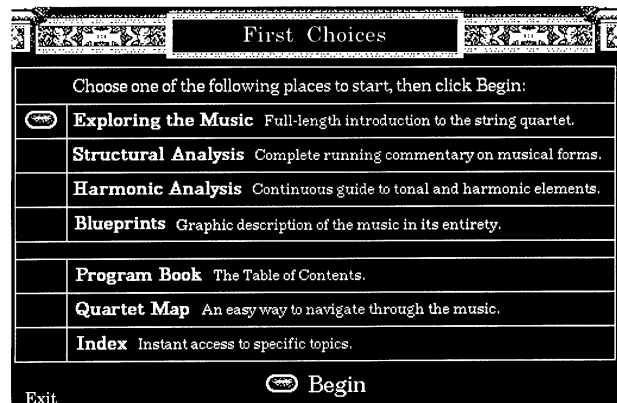 First Choices
Choose one of the following places to start, then click Begin:
Exploring the Music Full-length introduction to the string quartet.
Structural Analysis Complete running commentary on musical forms.
Harmonic Analysis Continuous guide to tonal and harmonic elements.
Blueprints Graphic description of the music in its entirety.
Program Book The Table of Contents.
Quartet Map An easy way to navigate through the music.
Index Instant access to specific topics.
Begin
Exit